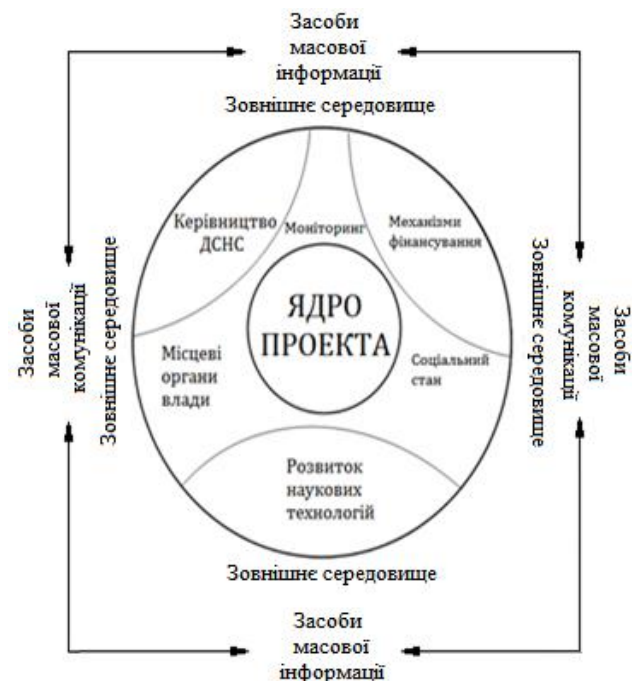 Засоби
масової
інформації
Зовнішнє середовище
Керівництво
ДСНС
Моніторинг
Механізми
фінансування
ЯДРО
ПРОЕКТА
Місцеві
органи
влади
Соціальний
стан
Розвиток
наукових
технологій
Засоби
масової
комунікації
Зовнішнє середовище
Зовнішнє середовище
комунікації
масової
Засоби
Зовнішнє середовище
Засоби
масової
інформації